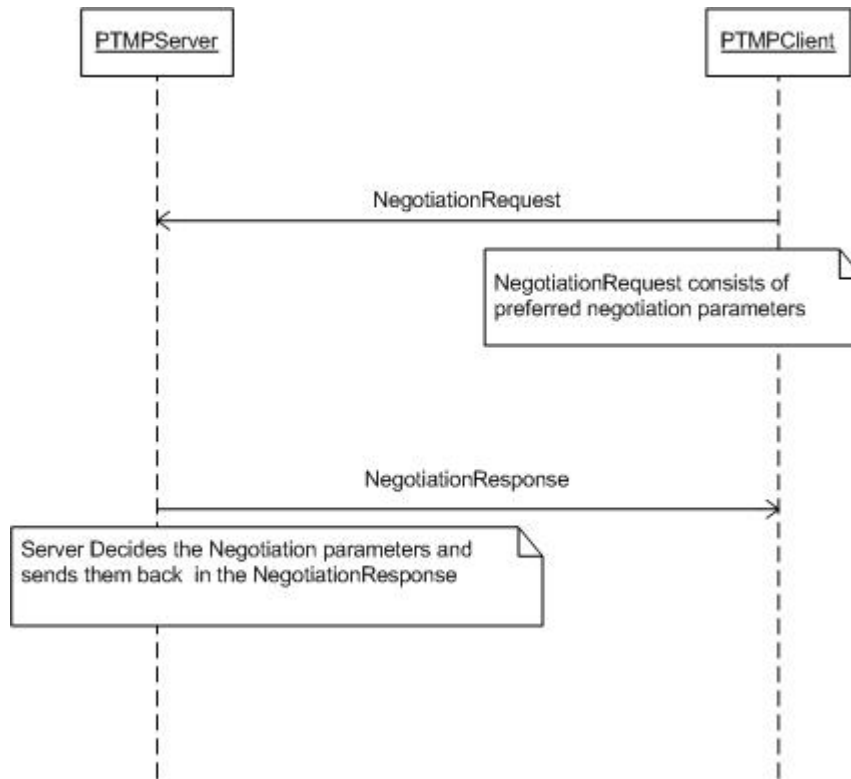 PTMPServer
PTMPClient
NegotiationRequest
NegotiationRequest consists of
preferred negotiation parameters
NegotiationResponse
Server Decides the Negotiation parameters and
sends them back in the NegotiationResponse